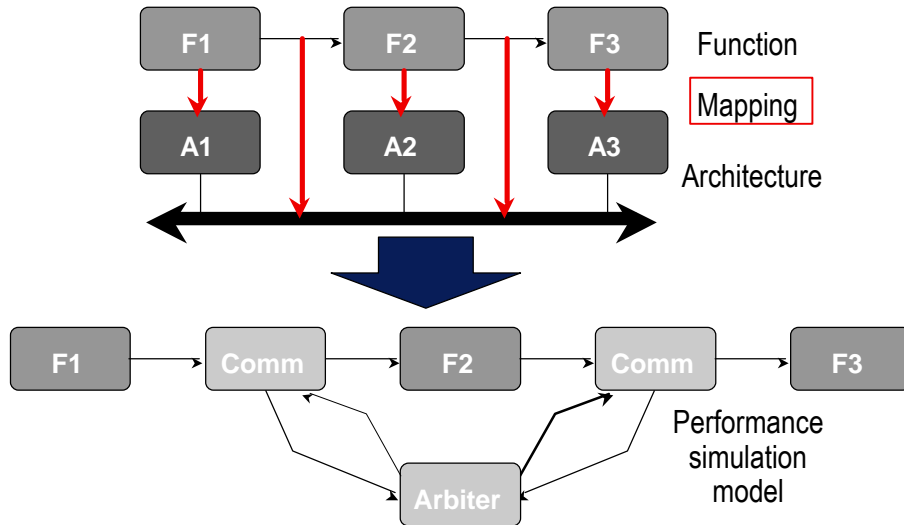 F1
F2
F3
Function
Mapping
A1
A2
A3
Architecture
F1
Comm
F2
Comm
F3
Performance
simulation
model
Arbiter